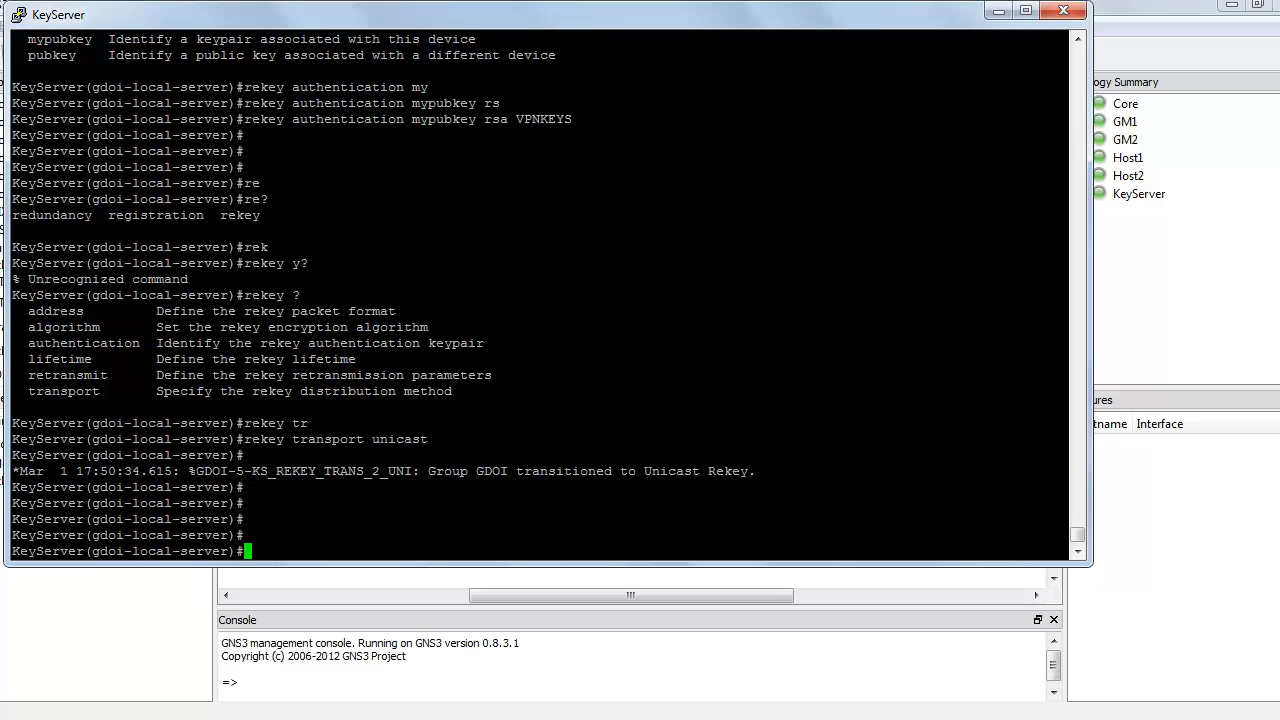 KeyServer
mypubkey Identify a keypair associated with this device
pubkey Identify a public key associated with a different device
KeyServer(gdoi-local-server)#rekey authentication my
KeyServer(gdoi-local-server)#rekey authentication mypubkey rs
KeyServer(gdoi-local-server)#rekey authentication mypubkey rsa VPNKEYS
KeyServer(gdoi-local-server)#
KeyServer(gdoi-local-server)#
KeyServer(gdoi-local-server)#
KeyServer(gdoi-local-server)#re
KeyServer(gdoi-local-server)#re?
redundancy registration rekey
KeyServer(gdoi-local-server)#rek
KeyServer(gdoi-local-server)#rekey y?
% Unrecognized command
KeyServer(gdoi-local-server)#rekey ?
address Define the rekey packet format
algorithm Set the rekey encryption algorithm
authentication Identify the rekey authentication keypair
lifetime Define the rekey lifetime
retransmit Define the rekey retransmission parameters
transport Specify the rekey distribution method
KeyServer(gdoi-local-server)#rekey tr
KeyServer(gdoi-local-server)#rekey transport unicast
KeyServer(gdoi-local-server)#
*Mar 1 17:50:34.615: %GDOI-5-KS_REKEY_TRANS_2_UNI: Group GDOI transitioned to Unicast Rekey.
KeyServer(gdoi-local-server)#
KeyServer(gdoi-local-server)#
KeyServer(gdoi-local-server)#
KeyServer(gdoi-local-server)#
KeyServer(gdoi-local-server)#
ogy Summary
Core
GM1
GM2
Host1
Host2
KeyServer
ures
tname Interface
Console
GNS3 management console. Running on GNS3 version 0.8.3.1
Copyright (c) 2006-2012 GNS3 Project
=>